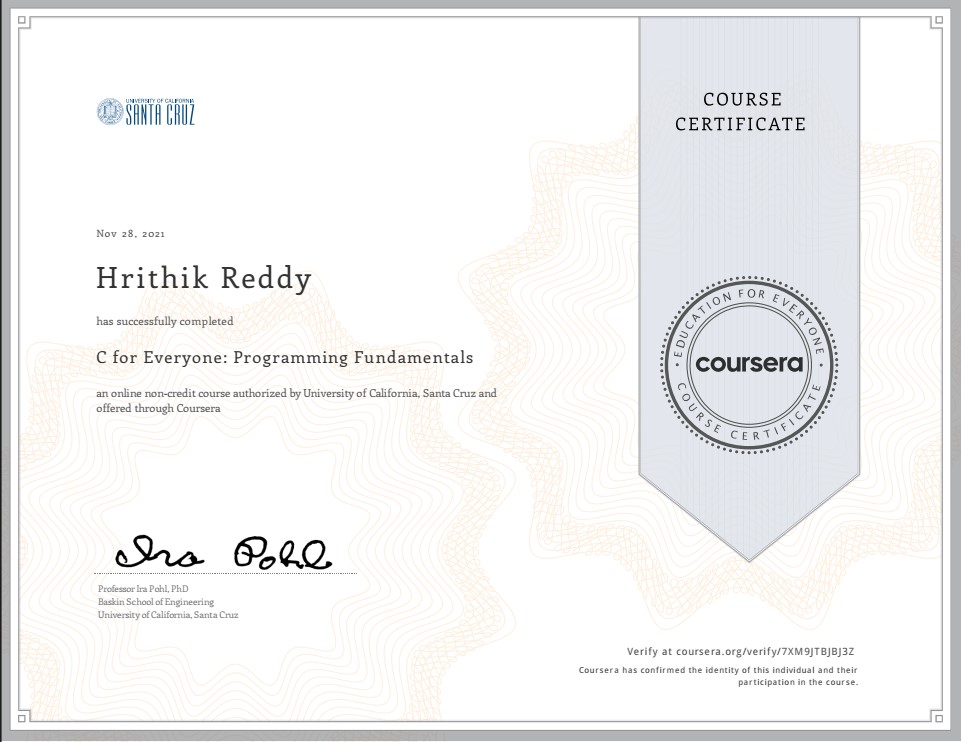 UNIVERSITY OF CALIFORNIA
SANTA CRUZ
COURSE
CERTIFICATE
Nov 28, 2021
Hrithik Reddy
has successfully completed
C for Everyone: Programming Fundamentals
an online non-credit course authorized by University of California, Santa Cruz and
offered through Coursera
EDUCATION FOR EVERYONE
coursera
COURSE CERTIFICATE
Ira Pohl
Professor Ira Pohl, PhD
Baskin School of Engineering
University of California, Santa Cruz
Verify at coursera.org/verify/7XM9JTBJBJ3Z
Coursera has confirmed the identity of this individual and their
participation in the course.